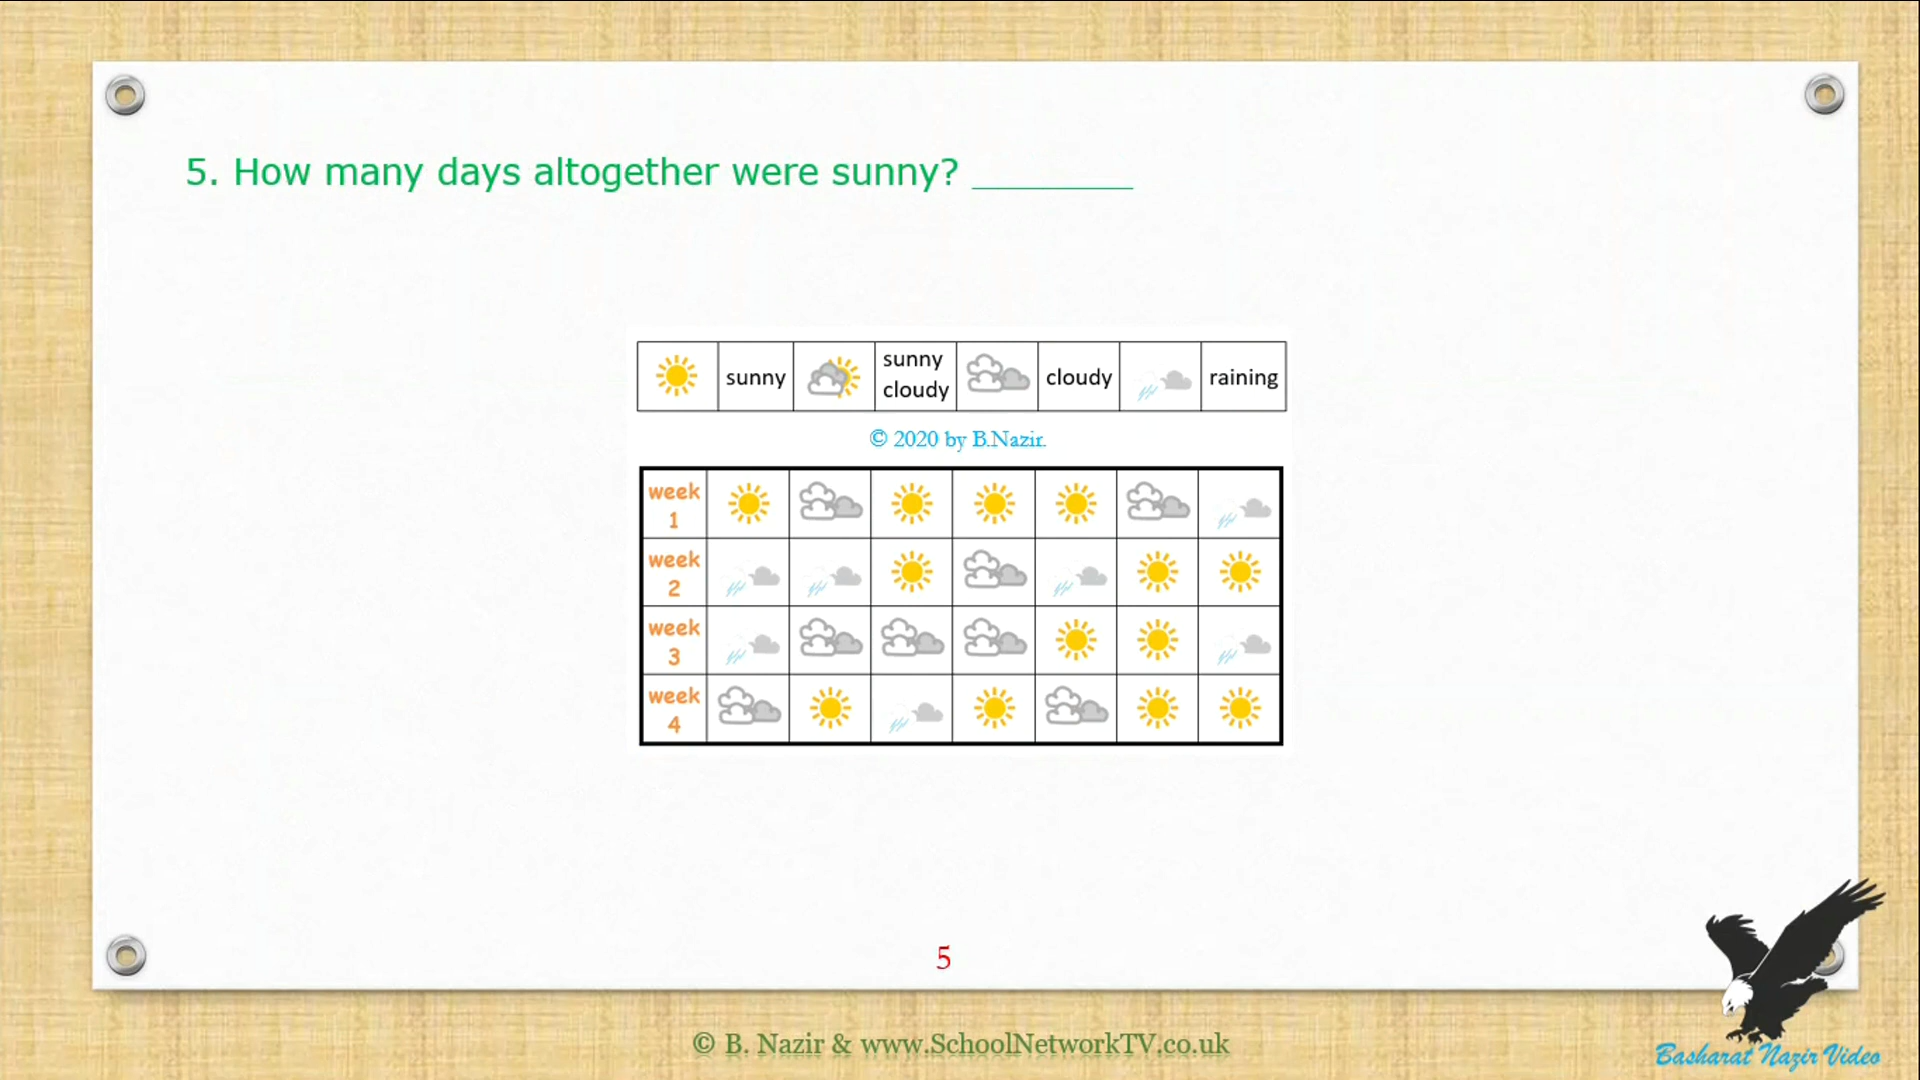 5. How many days altogether were sunny? ________
sunny
sunny
cloudy
cloudy
raining
© 2020 by B.Nazir.
week
1
week
2
week
3
week
4
5
© B. Nazir & www.SchoolNetworkTV.co.uk
Basharat Nazir Video